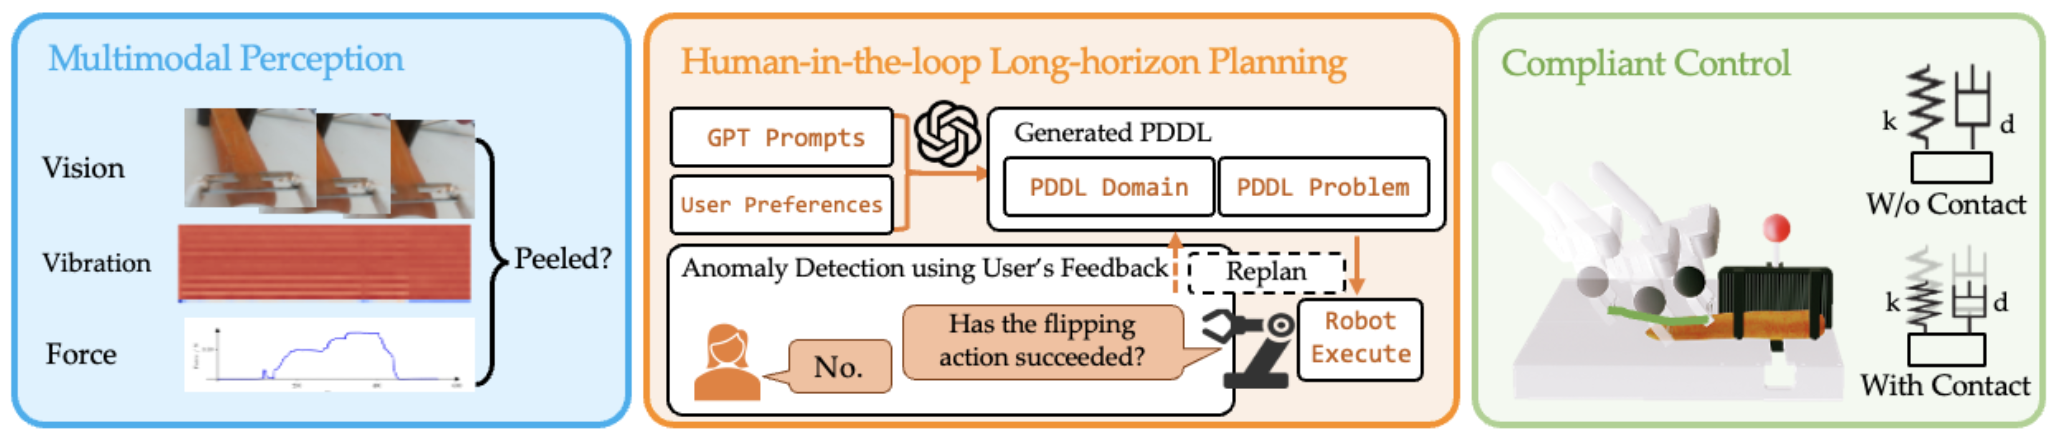 Multimodal Perception
Vision
Vibration
Force
Peeled?
Human-in-the-loop Long-horizon Planning
GPT Prompts
User Preferences
Generated PDDL
PDDL Domain
PDDL Problem
Anomaly Detection using User's Feedback
Replan
No.
Has the flipping
action succeeded?
Robot
Execute
Compliant Control
k
d
W/o Contact
k
d
With Contact